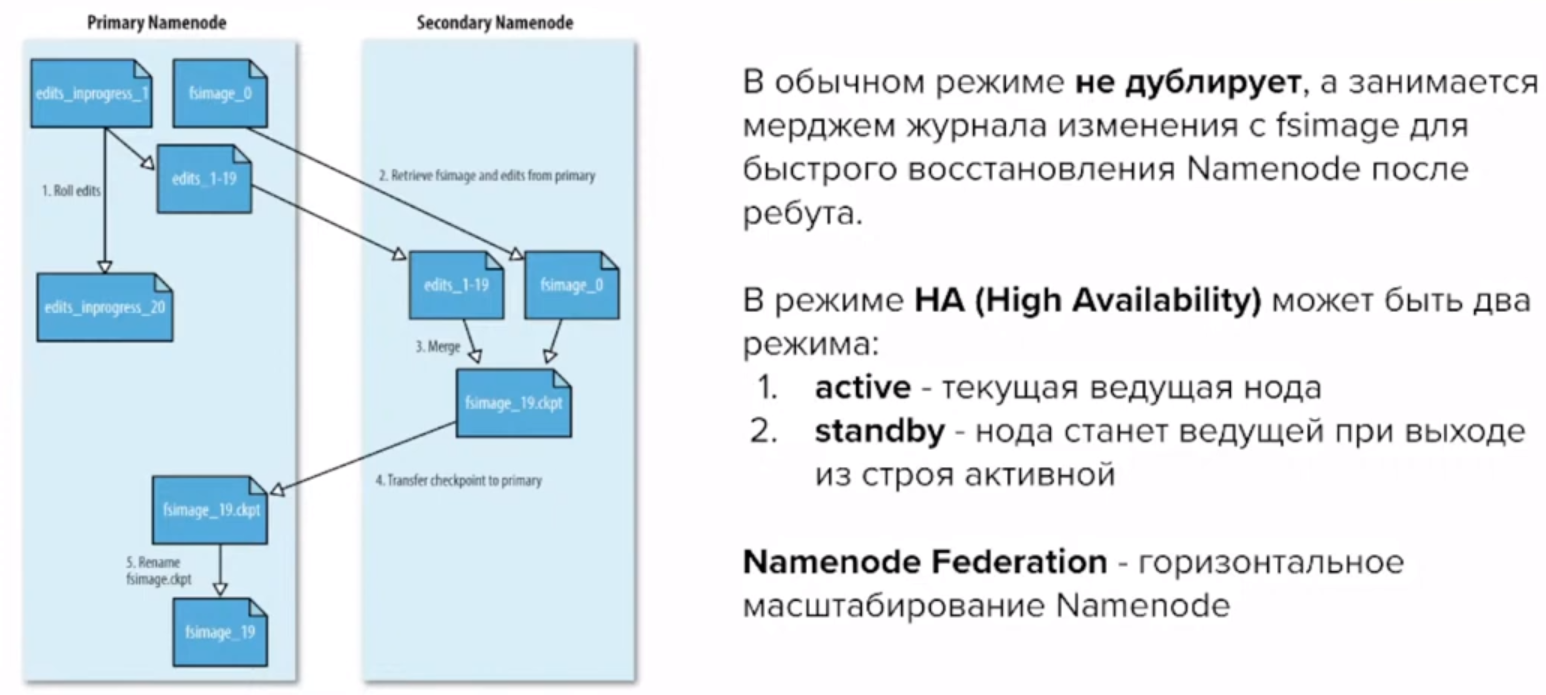 Primary Namenode
Secondary Namenode
edits_inprogress_1
fsimage_0
edits_1-19
1. Roll edits
2. Retrieve fsimage and edits from primary
edits_1-19
fsimage_0
edits_inprogress_20
3. Merge
fsimage_19.ckpt
4. Transfer checkpoint to primary
fsimage_19.ckpt
5. Rename
fsimage.ckpt
fsimage_19
В обычном режиме не дублирует, а занимается
мерджем журнала изменения с fsimage для
быстрого восстановления Namenode после
ребута.
В режиме HA (High Availability) может быть два
режима:
1. active - текущая ведущая нода
2. standby - нода станет ведущей при выходе
из строя активной
Namenode Federation - горизонтальное
масштабирование Namenode